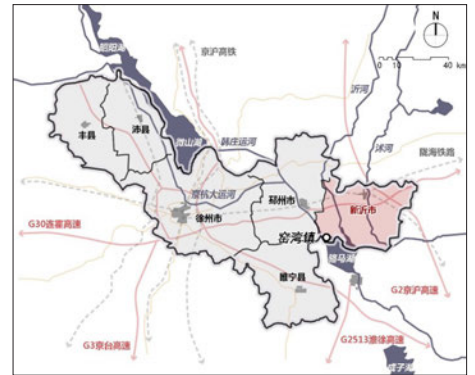 N
0 10 40 km
昭阳湖
京沪高铁
沂河
丰县
沛县
微山湖
韩庄运河
沭河
陇海铁路
京杭大运河
邳州市
新沂市
徐州市
窑湾镇
G30连霍高速
骆马湖
睢宁县
G2京沪高速
G3京台高速
G2513淮徐高速